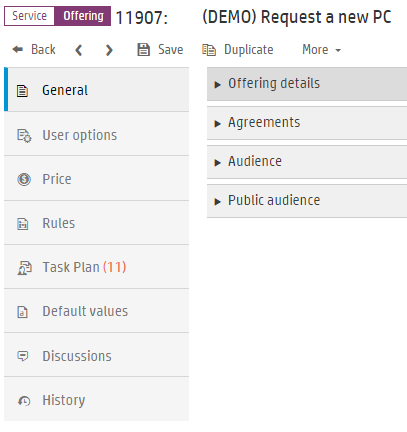 Service Offering 11907: (DEMO) Request a new PC
Back Save Duplicate More
General
User options
Price
Rules
Task Plan (11)
Default values
Discussions
History
Offering details
Agreements
Audience
Public audience